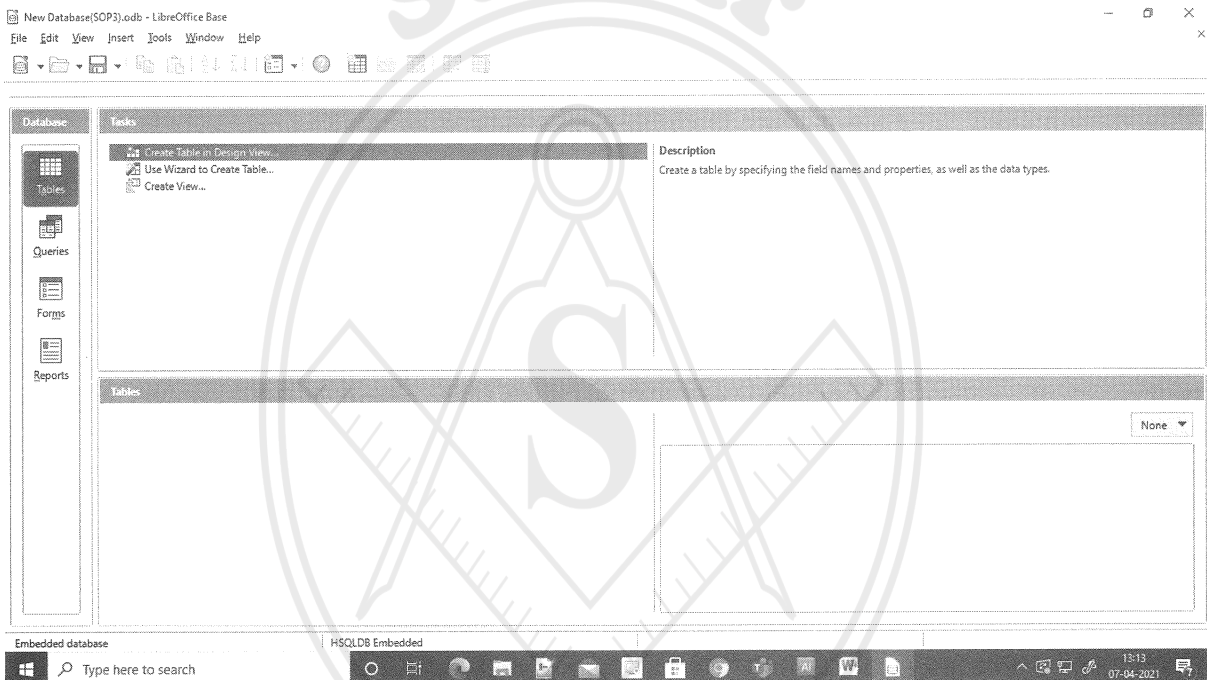 New Database(SOP3).odb - LibreOffice Base
File Edit View Insert Tools Window Help
Database
Tasks
Tables
Queries
Forms
Reports
Create Table in Design View...
Use Wizard to Create Table...
Create View...
Description
Create a table by specifying the field names and properties, as well as the data types.
Tables
None
Embedded database
HSQLDB Embedded
Type here to search
13:13
07-04-2021
S